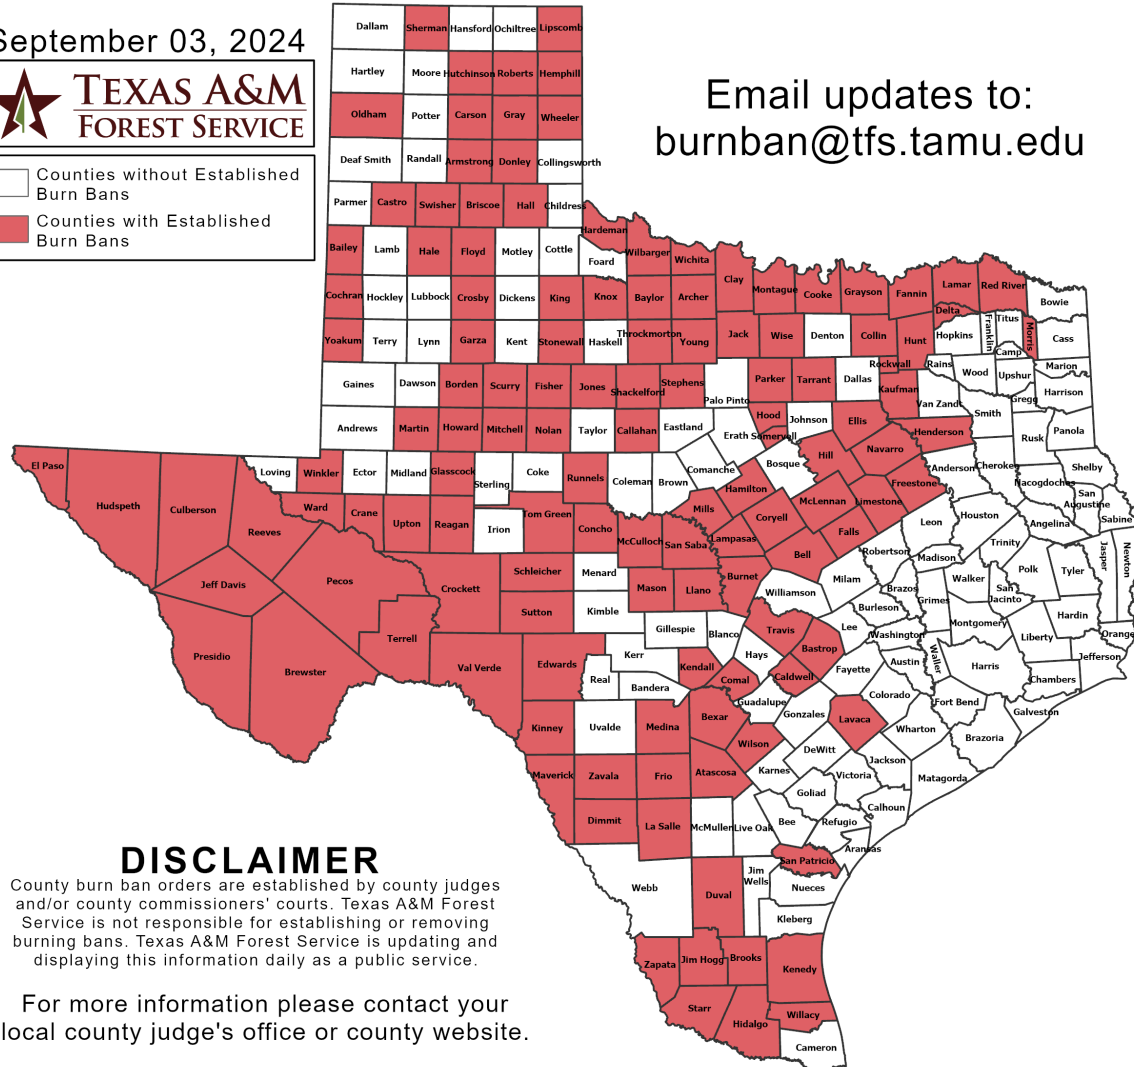 September 03, 2024
TEXAS A&M
FOREST SERVICE
Counties without Established
Burn Bans
Counties with Established
Burn Bans
Email updates to:
burnban@tfs.tamu.edu
Dallam Sherman Hansford Ochiltree Lipscomb
Hartley Moore Hutchinson Roberts Hemphill
Oldham Potter Carson Gray Wheeler
Deaf Smith Randall Armstrong Donley Collingsworth
Parmer Castro Swisher Briscoe Hall Childress
Hardeman
Bailey Lamb Hale Floyd Motley Cottle Foard Wilbarger Wichita
Clay Montague Cooke Grayson Fannin Lamar Red River Bowie
Cochran Hockley Lubbock Crosby Dickens King Knox Baylor Archer
Delta Franklin Titus Morris Cass
Yoakum Terry Lynn Garza Kent Stonewall Haskell Throckmorton Young Jack Wise Denton Collin Hunt Hopkins
Camp
Rockwall Rains Wood Upshur Marion
Gaines Dawson Borden Scurry Fisher Jones Shackelford Stephens Palo Pinto Parker Tarrant Dallas Kaufman Van Zandt Gregg Harrison
Andrews Martin Howard Mitchell Nolan Taylor Callahan Eastland Erath Hood Somervell Johnson Ellis Henderson Smith Rusk Panola
El Paso Hudspeth Culberson Reeves Loving Winkler Ector Midland Glasscock Sterling Coke Runnels Coleman Brown Comanche Bosque Hill Navarro Anderson Cherokee Nacogdoches Shelby
Ward Crane Upton Reagan Irion Tom Green Concho McCulloch San Saba Mills Hamilton Coryell McLennan Limestone Freestone Leon Houston Angelina San
Augustine Sabine
Lampasas Bell Falls Robertson Madison Trinity Polk Tyler Jasper Newton
Jeff Davis Pecos Crockett Schleicher Menard Mason Llano Burnet Williamson Milam Brazos Grimes Walker San
Jacinto
Sutton Kimble Gillespie Blanco Travis Lee Burleson Washington Montgomery Liberty Hardin Orange
Presidio Brewster Terrell Val Verde Edwards Real Kerr Bandera Kendall Comal Hays Caldwell Bastrop Fayette Austin Waller Harris Chambers Jefferson
Kinney Uvalde Medina Bexar Guadalupe Gonzales Lavaca Colorado Wharton Fort Bend Brazoria Galveston
Maverick Zavala Frio Atascosa Wilson Karnes DeWitt Victoria Jackson Matagorda
Dimmit La Salle McMullen Live Oak Bee Goliad Refugio Calhoun Aransas
San Patricio
Webb Duval Jim
Wells Nueces
Kleberg
Zapata Jim Hogg Brooks Kenedy
Starr Hidalgo Willacy
Cameron
DISCLAIMER
County burn ban orders are established by county judges
and/or county commissioners' courts. Texas A&M Forest
Service is not responsible for establishing or removing
burning bans. Texas A&M Forest Service is updating and
displaying this information daily as a public service.
For more information please contact your
local county judge's office or county website.